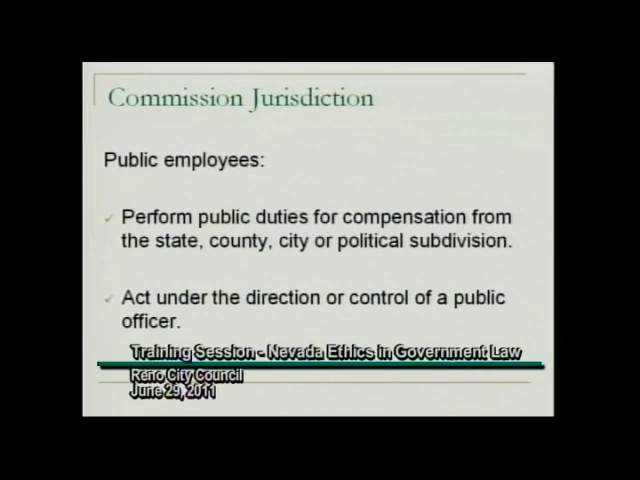 Commission Jurisdiction
Public employees:
Perform public duties for compensation from
the state, county, city or political subdivision.
Act under the direction or control of a public
officer.
Training Session - Nevada Ethics in Government Law
Reno City Council
June 29, 2011